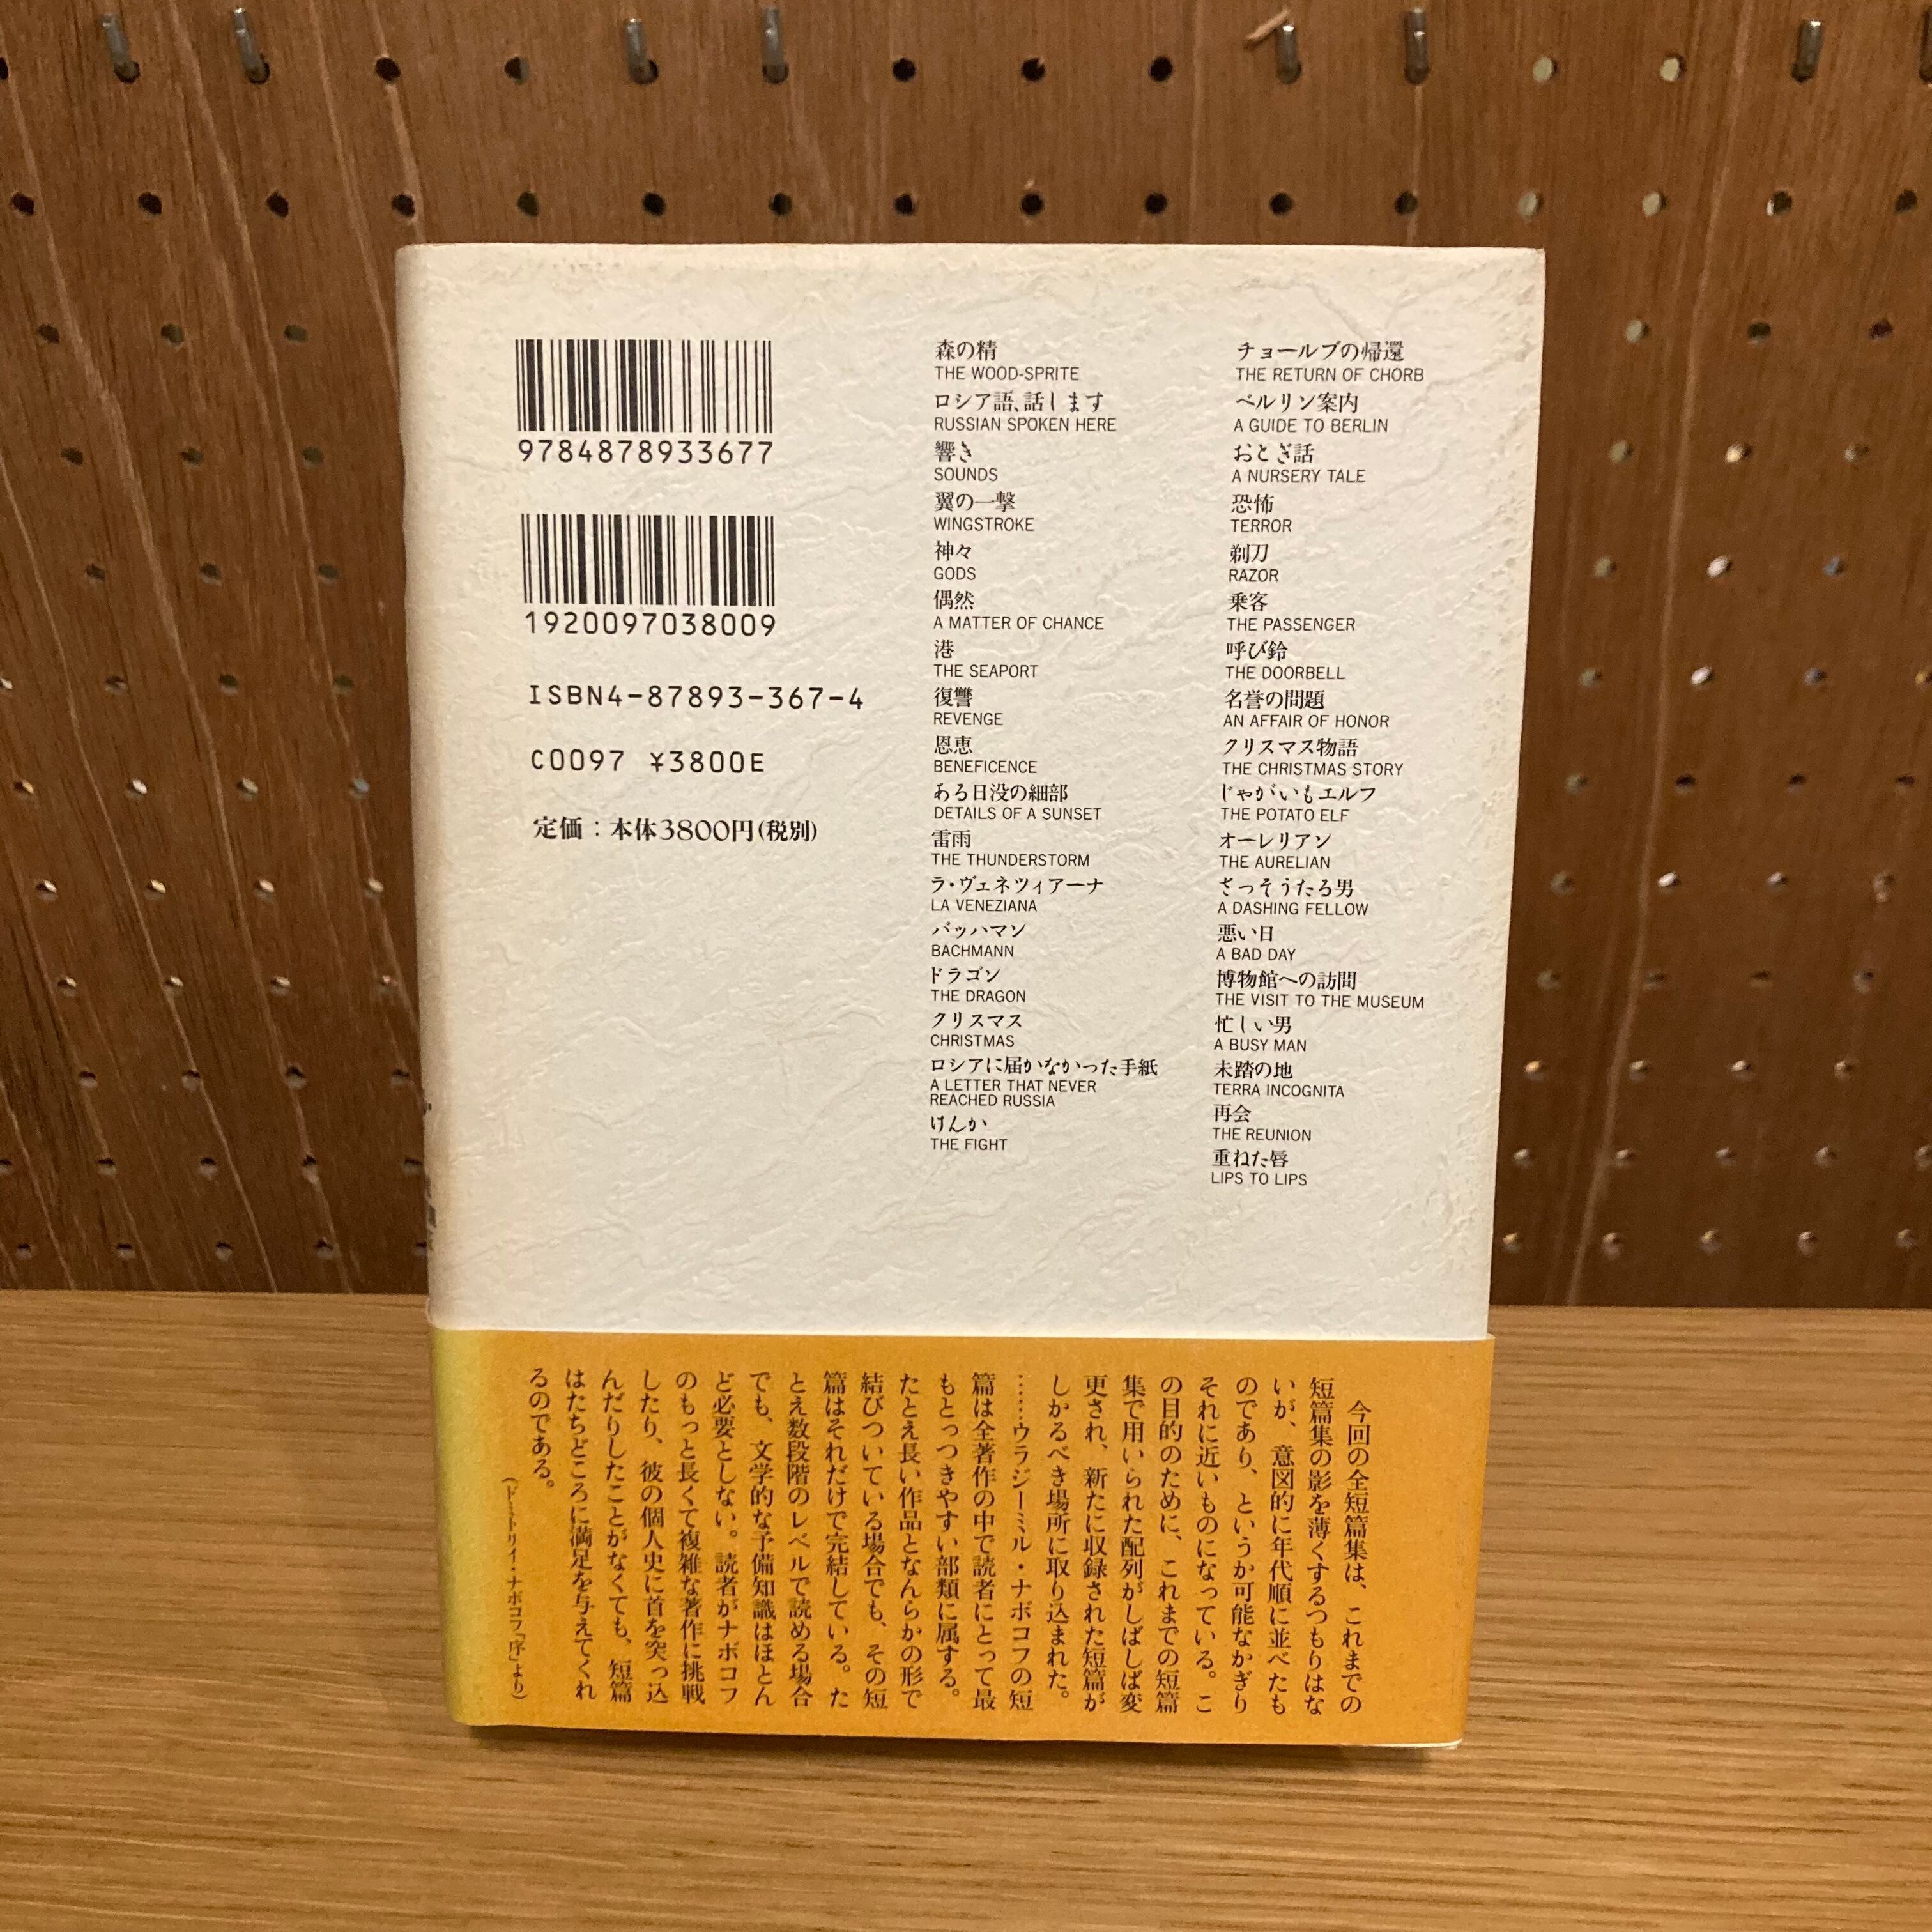 9784878933677
1920097038009
ISBN4-87893-367-4
C0097 ¥3800E
定価：本体3800円(税別)
森の精
THE WOOD-SPRITE
ロシア語、話します
RUSSIAN SPOKEN HERE
響き
SOUNDS
翼の一撃
WINGSTROKE
神々
GODS
偶然
A MATTER OF CHANCE
港
THE SEAPORT
復讐
REVENGE
恩恵
BENEFICENCE
ある日没の細部
DETAILS OF A SUNSET
雷雨
THE THUNDERSTORM
ラ・ヴェネツィアーナ
LA VENEZIANA
バッハマン
BACHMANN
ドラゴン
THE DRAGON
クリスマス
CHRISTMAS
ロシアに届かなかった手紙
A LETTER THAT NEVER
REACHED RUSSIA
けんか
THE FIGHT
チョールブの帰還
THE RETURN OF CHORB
ベルリン案内
A GUIDE TO BERLIN
おとぎ話
A NURSERY TALE
恐怖
TERROR
剃刀
RAZOR
乗客
THE PASSENGER
呼び鈴
THE DOORBELL
名誉の問題
AN AFFAIR OF HONOR
クリスマス物語
THE CHRISTMAS STORY
じゃがいもエルフ
THE POTATO ELF
オーレリアン
THE AURELIAN
さっそうたる男
A DASHING FELLOW
悪い日
A BAD DAY
博物館への訪問
THE VISIT TO THE MUSEUM
忙しい男
A BUSY MAN
未踏の地
TERRA INCOGNITA
再会
THE REUNION
重ねた唇
LIPS TO LIPS
今回の全短篇集は、これまでの
短篇集の影を薄くするつもりはな
いが、意図的に年代順に並べたも
のであり、というか可能なかぎり
それに近いものになっている。こ
の目的のために、これまでの短篇
集で用いられた配列がしばしば変
更され、新たに収録された短篇が
しかるべき場所に取り込まれた。
……ウラジーミル・ナボコフの短
篇は全著作の中で読者にとって最
もとっつきやすい部類に属する。
たとえ長い作品となんらかの形で
結びついている場合でも、その短
篇はそれだけで完結している。た
とえ数段階のレベルで読める場合
でも、文学的な予備知識はほとん
ど必要としない。読者がナボコフ
のもっと長くて複雑な著作に挑戦
したり、彼の個人史に首を突っ込
んだりしたことがなくても、短篇
はたちどころに満足を与えてくれ
るのである。
（ドミトリイ・ナボコフ「序」より）